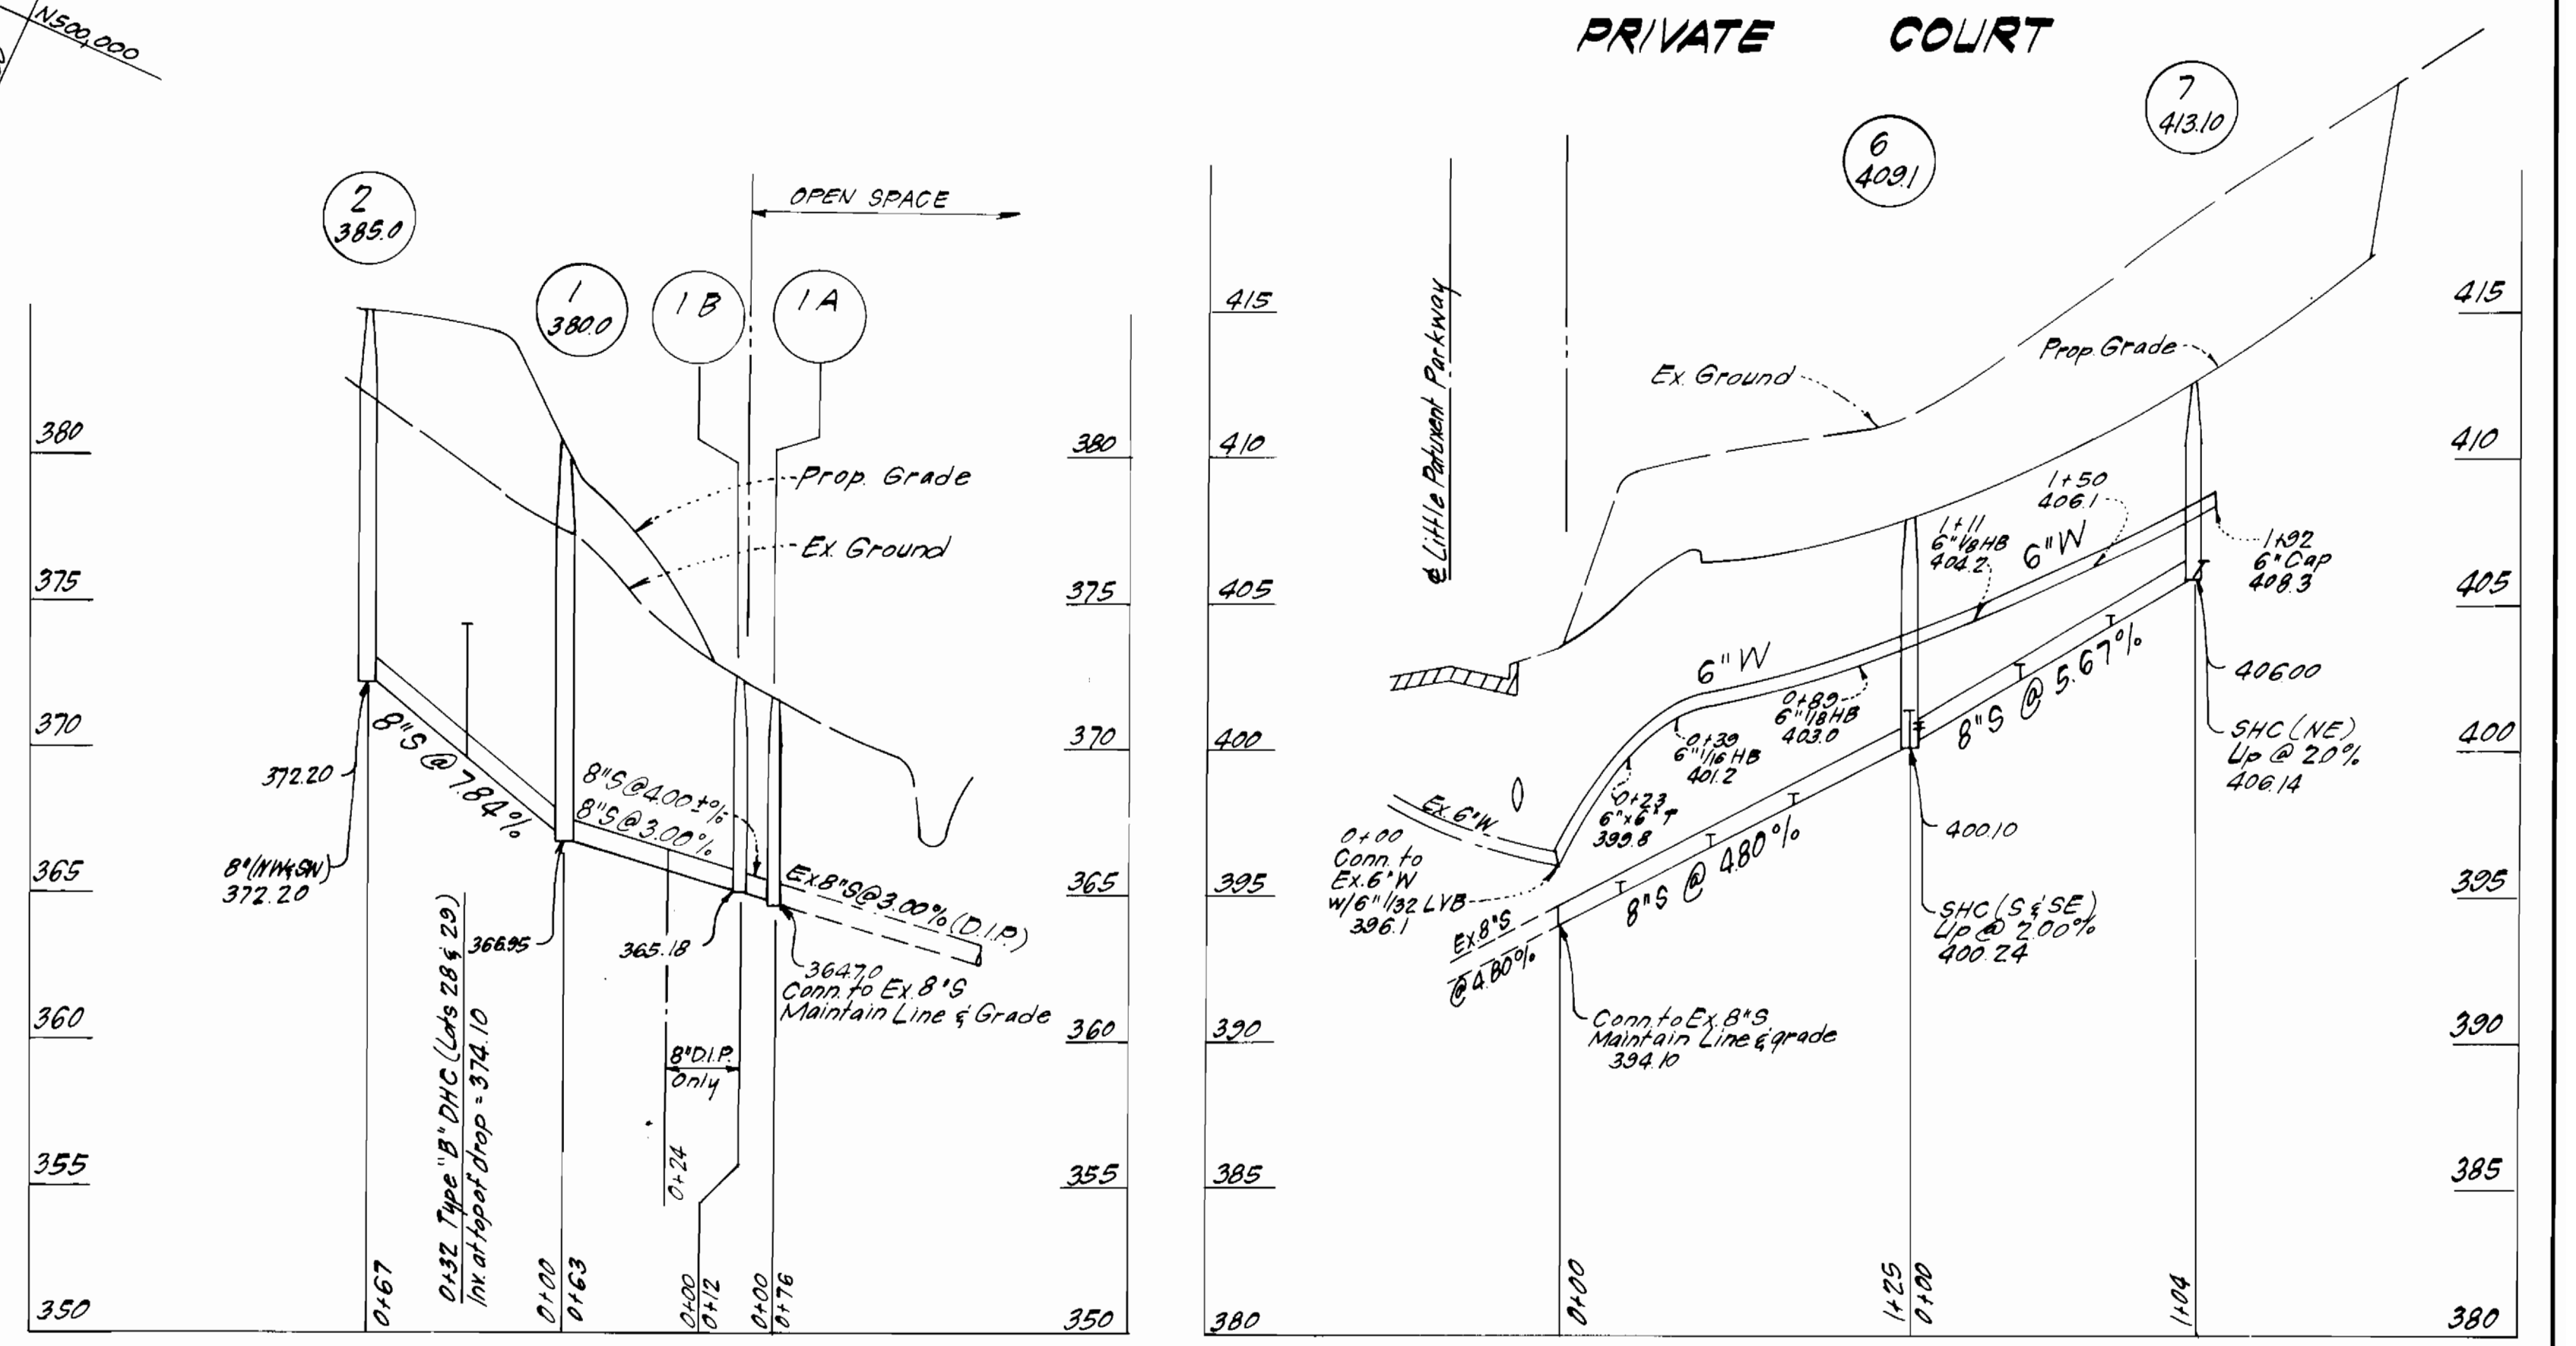 N500,000
PRIVATE COURT
2
385.0
1
380.0
1B
1A
OPEN SPACE
Prop. Grade
Ex. Ground
380
375
370
365
360
355
350
380
375
370
365
360
355
350
372.20
8"(NW&SW)
372.20
8"S @ 7.84%
8"S@4.00±%
8"S@3.00%
Ex.8"S@3.00% (D.I.P.)
366.95
365.18
364.70
Conn. to Ex. 8"S
Maintain Line & Grade
8"D.I.P.
Only
0+24
0+32 Type "B" DHC (Lots 28 & 29)
Inv. at top of drop = 374.10
0+67
0+00
0+63
0+00
0+12
0+00
0+76
6
409.1
7
413.10
415
410
405
400
395
390
385
380
415
410
405
400
395
390
385
380
℄ Little Patuxent Parkway
Ex. Ground
Prop. Grade
1+50
406.1
1+11
6"1/8HB
404.2
6"W
1+92
6"Cap
408.3
6"W
0+89
6"1/8HB
403.0
0+39
6"1/16 HB
401.2
0+23
6"x6"T
399.8
Ex. 6"W
0+00
Conn. to
Ex. 6"W
w/6"1/32 LVB
396.1
8"S @ 5.67%
8"S @ 4.80%
Ex. 8"S
@4.80%
406.00
SHC (NE)
Up @ 2.0%
406.14
400.10
SHC (S & SE)
Up @ 2.00%
400.24
Conn. to Ex. 8"S
Maintain Line & grade
394.10
0+00
1+25
0+00
1+04